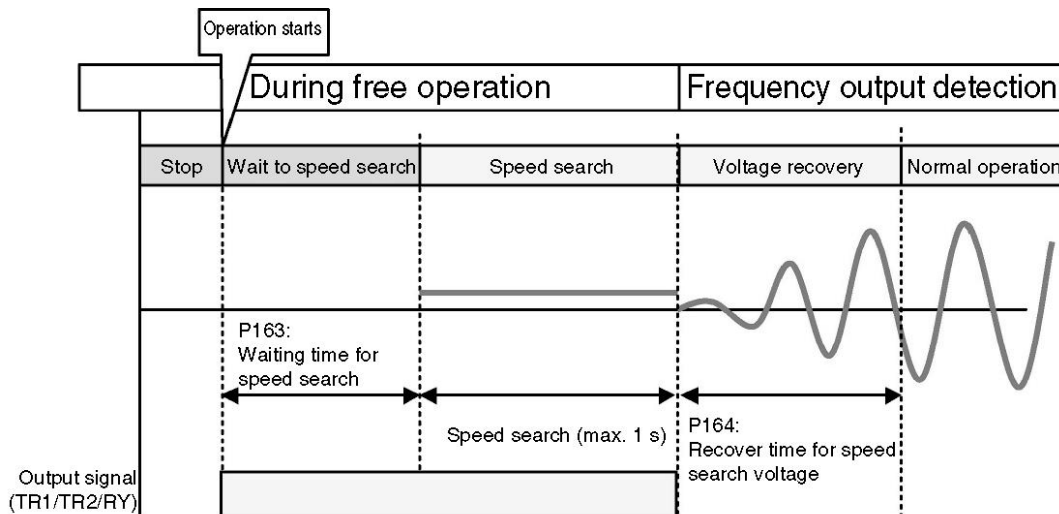 Operation starts
During free operation
Frequency output detection
Stop
Wait to speed search
Speed search
Voltage recovery
Normal operation
P163:
Waiting time for
speed search
Speed search (max. 1 s)
P164:
Recover time for speed
search voltage
Output signal
(TR1/TR2/RY)